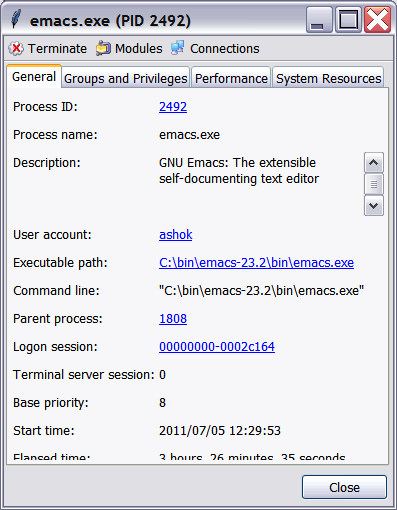 emacs.exe (PID 2492)
Terminate Modules Connections
General Groups and Privileges Performance System Resources
Process ID: 2492
Process name: emacs.exe
Description: GNU Emacs: The extensible
self-documenting text editor
User account: ashok
Executable path: C:\bin\emacs-23.2\bin\emacs.exe
Command line: "C:\bin\emacs-23.2\bin\emacs.exe"
Parent process: 1808
Logon session: 00000000-0002c164
Terminal server session: 0
Base priority: 8
Start time: 2011/07/05 12:29:53
Elapsed time: 3 hours, 26 minutes, 35 seconds
Close